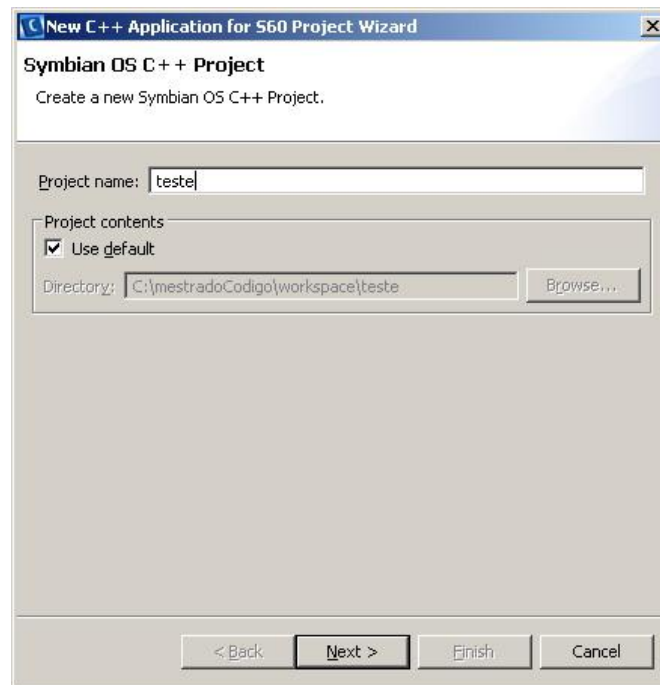 New C++ Application for S60 Project Wizard
Symbian OS C++ Project
Create a new Symbian OS C++ Project.
Project name: teste
Project contents
Use default
Directory: C:\mestradoCodigo\workspace\teste Browse...
< Back Next > Finish Cancel